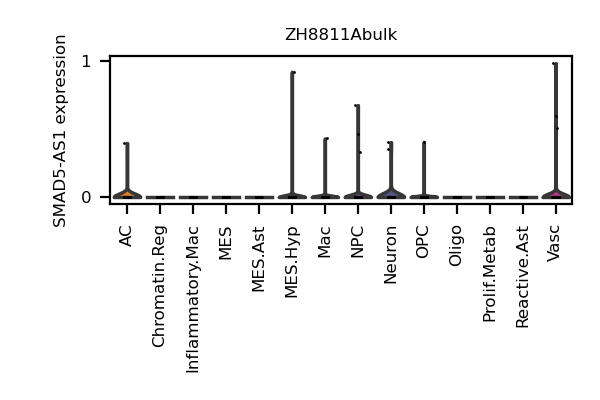 ZH8811Abulk
SMAD5-AS1 expression
1
0
AC
Chromatin.Reg
Inflammatory.Mac
MES
MES.Ast
MES.Hyp
Mac
NPC
Neuron
OPC
Oligo
Prolif.Metab
Reactive.Ast
Vasc